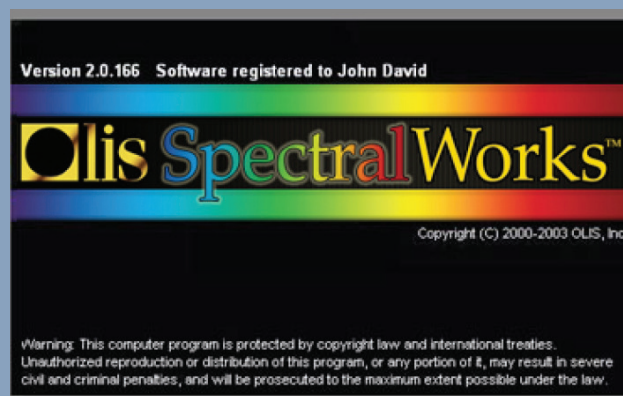 Version 2.0.166 Software registered to John David
Olis SpectralWorks™
Copyright (C) 2000-2003 OLIS, Inc
Warning: This computer program is protected by copyright law and international treaties.
Unauthorized reproduction or distribution of this program, or any portion of it, may result in severe
civil and criminal penalties, and will be prosecuted to the maximum extent possible under the law.